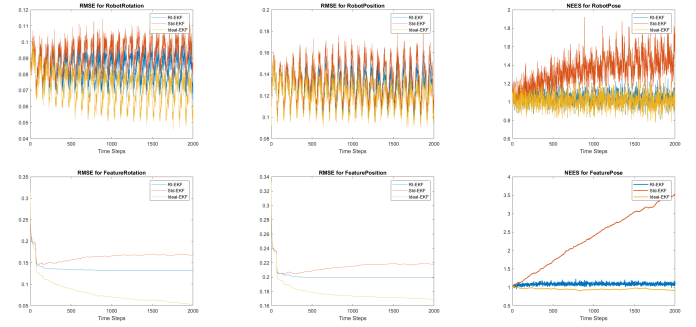 RMSE for RobotRotation
RI-EKF
Std-EKF
Ideal-EKF
0.12
0.11
0.1
0.09
0.08
0.07
0.06
0.05
0.04
0
500
1000
1500
2000
Time Steps
RMSE for RobotPosition
RI-EKF
Std-EKF
Ideal-EKF
0.2
0.18
0.16
0.14
0.12
0.1
0.08
0
500
1000
1500
2000
Time Steps
NEES for RobotPose
RI-EKF
Std-EKF
Ideal-EKF
2
1.8
1.6
1.4
1.2
1
0.8
0.6
0
500
1000
1500
2000
Time Steps
RMSE for FeatureRotation
RI-EKF
Std-EKF
Ideal-EKF
0.35
0.3
0.25
0.2
0.15
0.1
0.05
0
500
1000
1500
2000
Time Steps
RMSE for FeaturePosition
RI-EKF
Std-EKF
Ideal-EKF
0.28
0.26
0.24
0.22
0.2
0.18
0.16
0
500
1000
1500
2000
Time Steps
NEES for FeaturePose
RI-EKF
Std-EKF
Ideal-EKF
4
3.5
3
2.5
2
1.5
1
0.5
0
500
1000
1500
2000
Time Steps